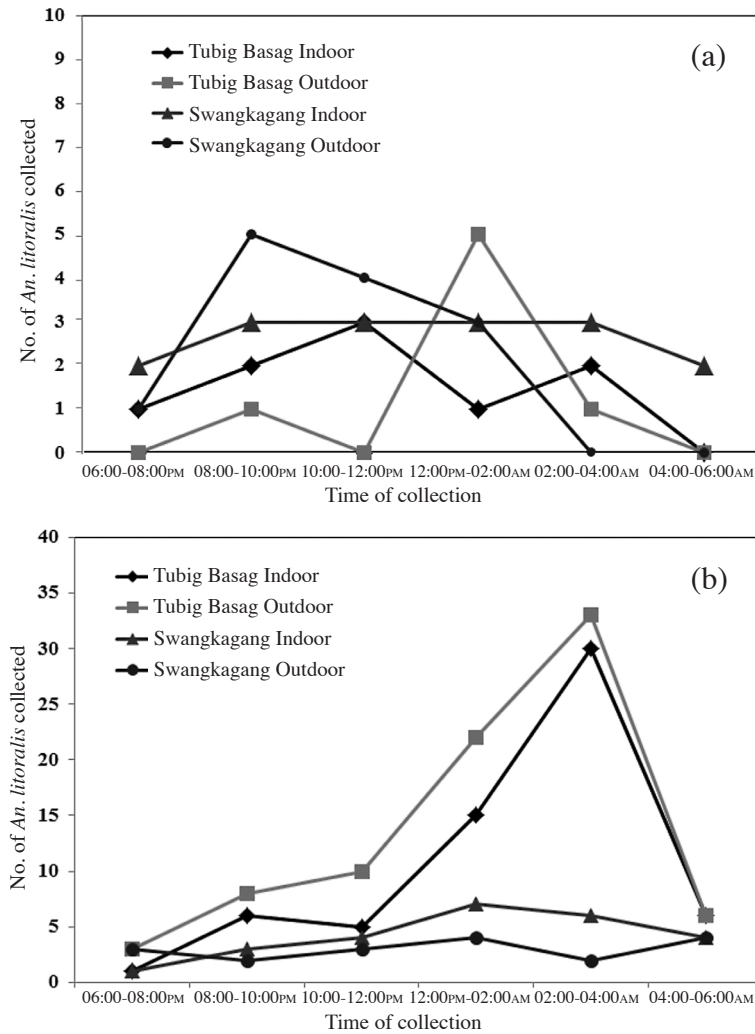 10
9
8
7
6
5
4
3
2
1
0
No. of An. litoralis collected
Tubig Basag Indoor
Tubig Basag Outdoor
Swangkagang Indoor
Swangkagang Outdoor
(a)
06:00-08:00PM 08:00-10:00PM 10:00-12:00PM 12:00PM-02:00AM 02:00-04:00AM 04:00-06:00AM
Time of collection
40
35
30
25
20
15
10
5
0
No. of An. litoralis collected
Tubig Basag Indoor
Tubig Basag Outdoor
Swangkagang Indoor
Swangkagang Outdoor
(b)
06:00-08:00PM 08:00-10:00PM 10:00-12:00PM 12:00PM-02:00AM 02:00-04:00AM 04:00-06:00AM
Time of collection